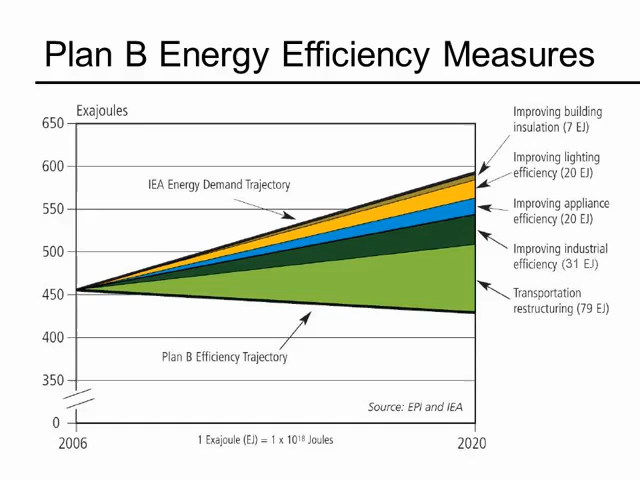 Plan B Energy Efficiency Measures
Exajoules
650
600
550
500
450
400
350
0
2006
2020
IEA Energy Demand Trajectory
Plan B Efficiency Trajectory
Source: EPI and IEA
1 Exajoule (EJ) = 1 x 10¹⁸ Joules
Improving building
insulation (7 EJ)
Improving lighting
efficiency (20 EJ)
Improving appliance
efficiency (20 EJ)
Improving industrial
efficiency (31 EJ)
Transportation
restructuring (79 EJ)